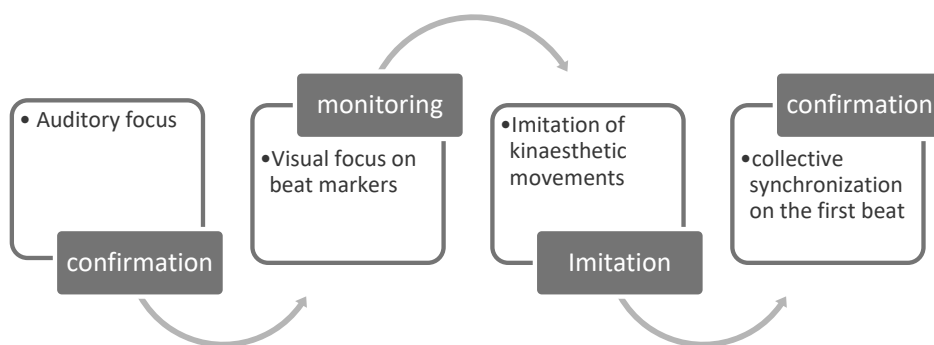 • Auditory focus
confirmation
monitoring
•Visual focus on
beat markers
•Imitation of
kinaesthetic
movements
Imitation
confirmation
•collective
synchronization
on the first beat